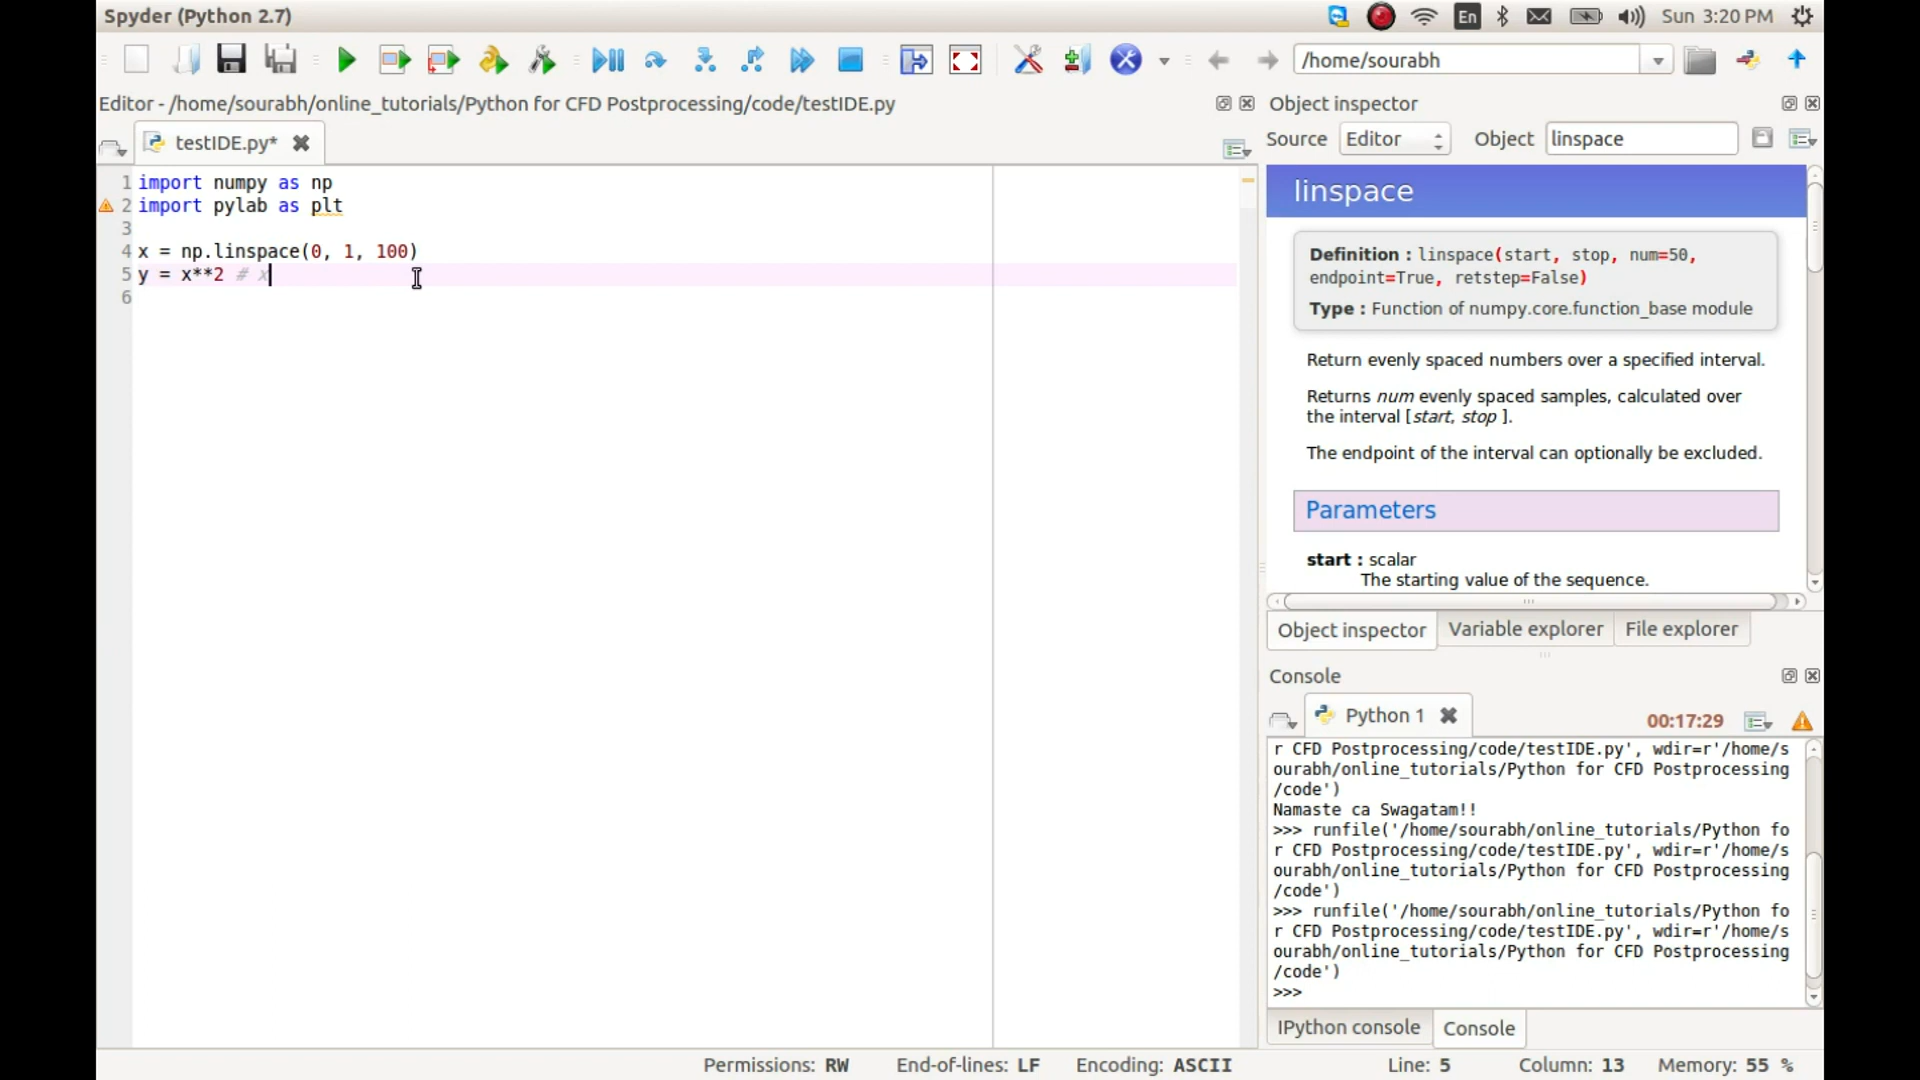 Spyder (Python 2.7)
En
Sun 3:20 PM
/home/sourabh
Editor - /home/sourabh/online_tutorials/Python for CFD Postprocessing/code/testIDE.py
testIDE.py*
1 import numpy as np
2 import pylab as plt
3
4 x = np.linspace(0, 1, 100)
5 y = x**2 # x
6
Object inspector
Source Editor Object linspace
linspace
Definition : linspace(start, stop, num=50,
endpoint=True, retstep=False)
Type : Function of numpy.core.function_base module
Return evenly spaced numbers over a specified interval.
Returns num evenly spaced samples, calculated over
the interval [start, stop ].
The endpoint of the interval can optionally be excluded.
Parameters
start : scalar
The starting value of the sequence.
Object inspector Variable explorer File explorer
Console
Python 1
00:17:29
r CFD Postprocessing/code/testIDE.py', wdir=r'/home/s
ourabh/online_tutorials/Python for CFD Postprocessing
/code')
Namaste ca Swagatam!!
>>> runfile('/home/sourabh/online_tutorials/Python fo
r CFD Postprocessing/code/testIDE.py', wdir=r'/home/s
ourabh/online_tutorials/Python for CFD Postprocessing
/code')
>>> runfile('/home/sourabh/online_tutorials/Python fo
r CFD Postprocessing/code/testIDE.py', wdir=r'/home/s
ourabh/online_tutorials/Python for CFD Postprocessing
/code')
>>>
IPython console Console
Permissions: RW End-of-lines: LF Encoding: ASCII Line: 5 Column: 13 Memory: 55 %